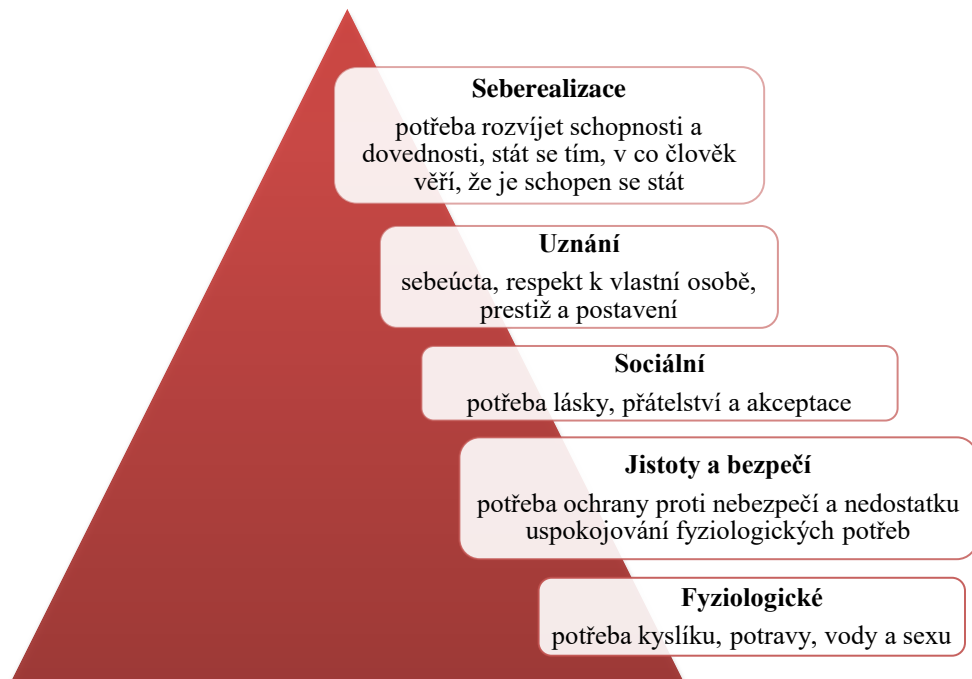 Seberealizace
potřeba rozvíjet schopnosti a
dovednosti, stát se tím, v co člověk
věří, že je schopen se stát
Uznání
sebeúcta, respekt k vlastní osobě,
prestiž a postavení
Sociální
potřeba lásky, přátelství a akceptace
Jistoty a bezpečí
potřeba ochrany proti nebezpečí a nedostatku
uspokojování fyziologických potřeb
Fyziologické
potřeba kyslíku, potravy, vody a sexu